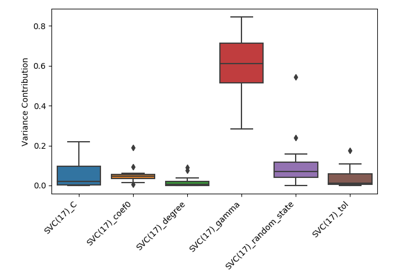 Variance Contribution
0.8
0.6
0.4
0.2
0.0
SVC(17)_C
SVC(17)_coef0
SVC(17)_degree
SVC(17)_gamma
SVC(17)_random_state
SVC(17)_tol